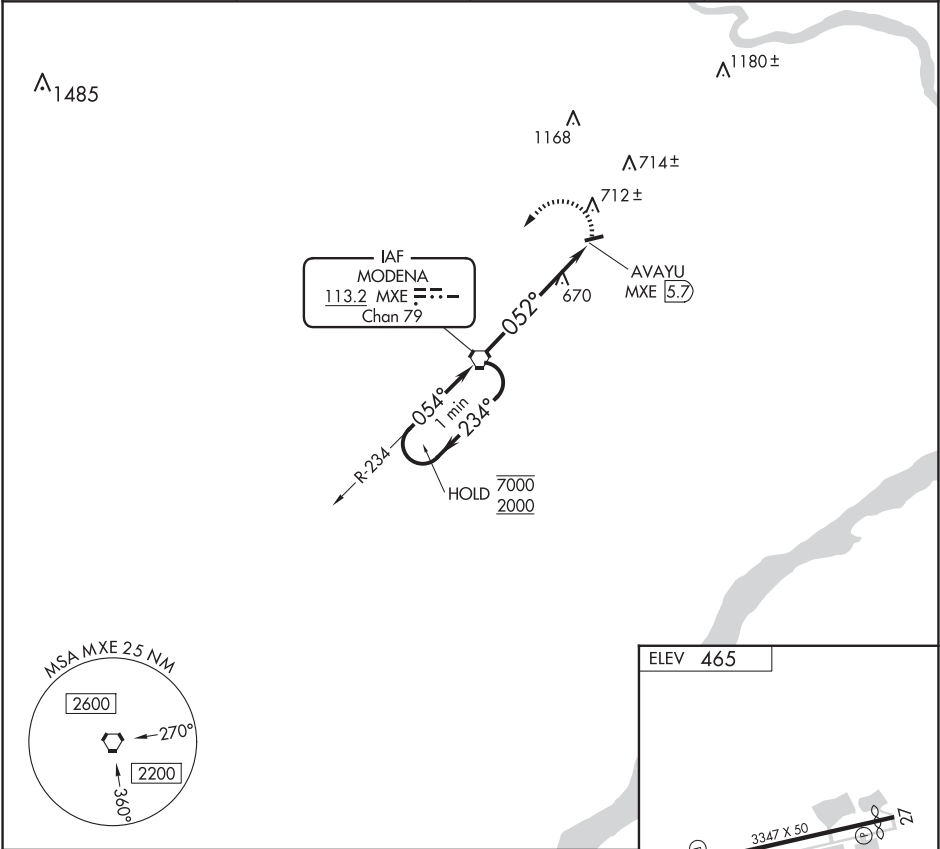 1485
1180 ±
1168
714 ±
712 ±
IAF
MODENA
113.2 MXE
Chan 79
AVAYU
MXE 5.7
670
052°
054°
1 min
234°
R-234
HOLD 7000
2000
MSA MXE 25 NM
2600
270°
2200
360°
ELEV 465
3347 X 50
27
P